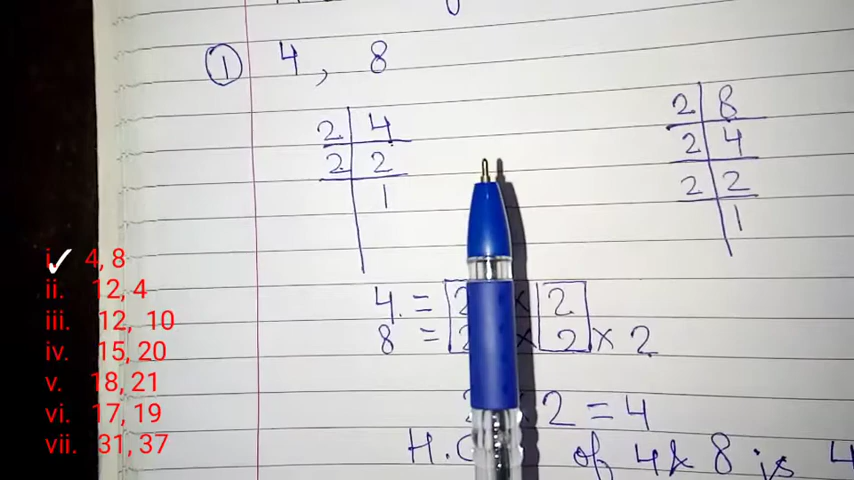 ① 4, 8
2 4 2 8
2 2 2 4
1 2 2
1
4 = 2 × 2
8 = 2 × 2 × 2
× 2 = 4
H. of 4 & 8 is 4
i. ✓ 4, 8
ii. 12, 4
iii. 12, 10
iv. 15, 20
v. 18, 21
vi. 17, 19
vii. 31, 37